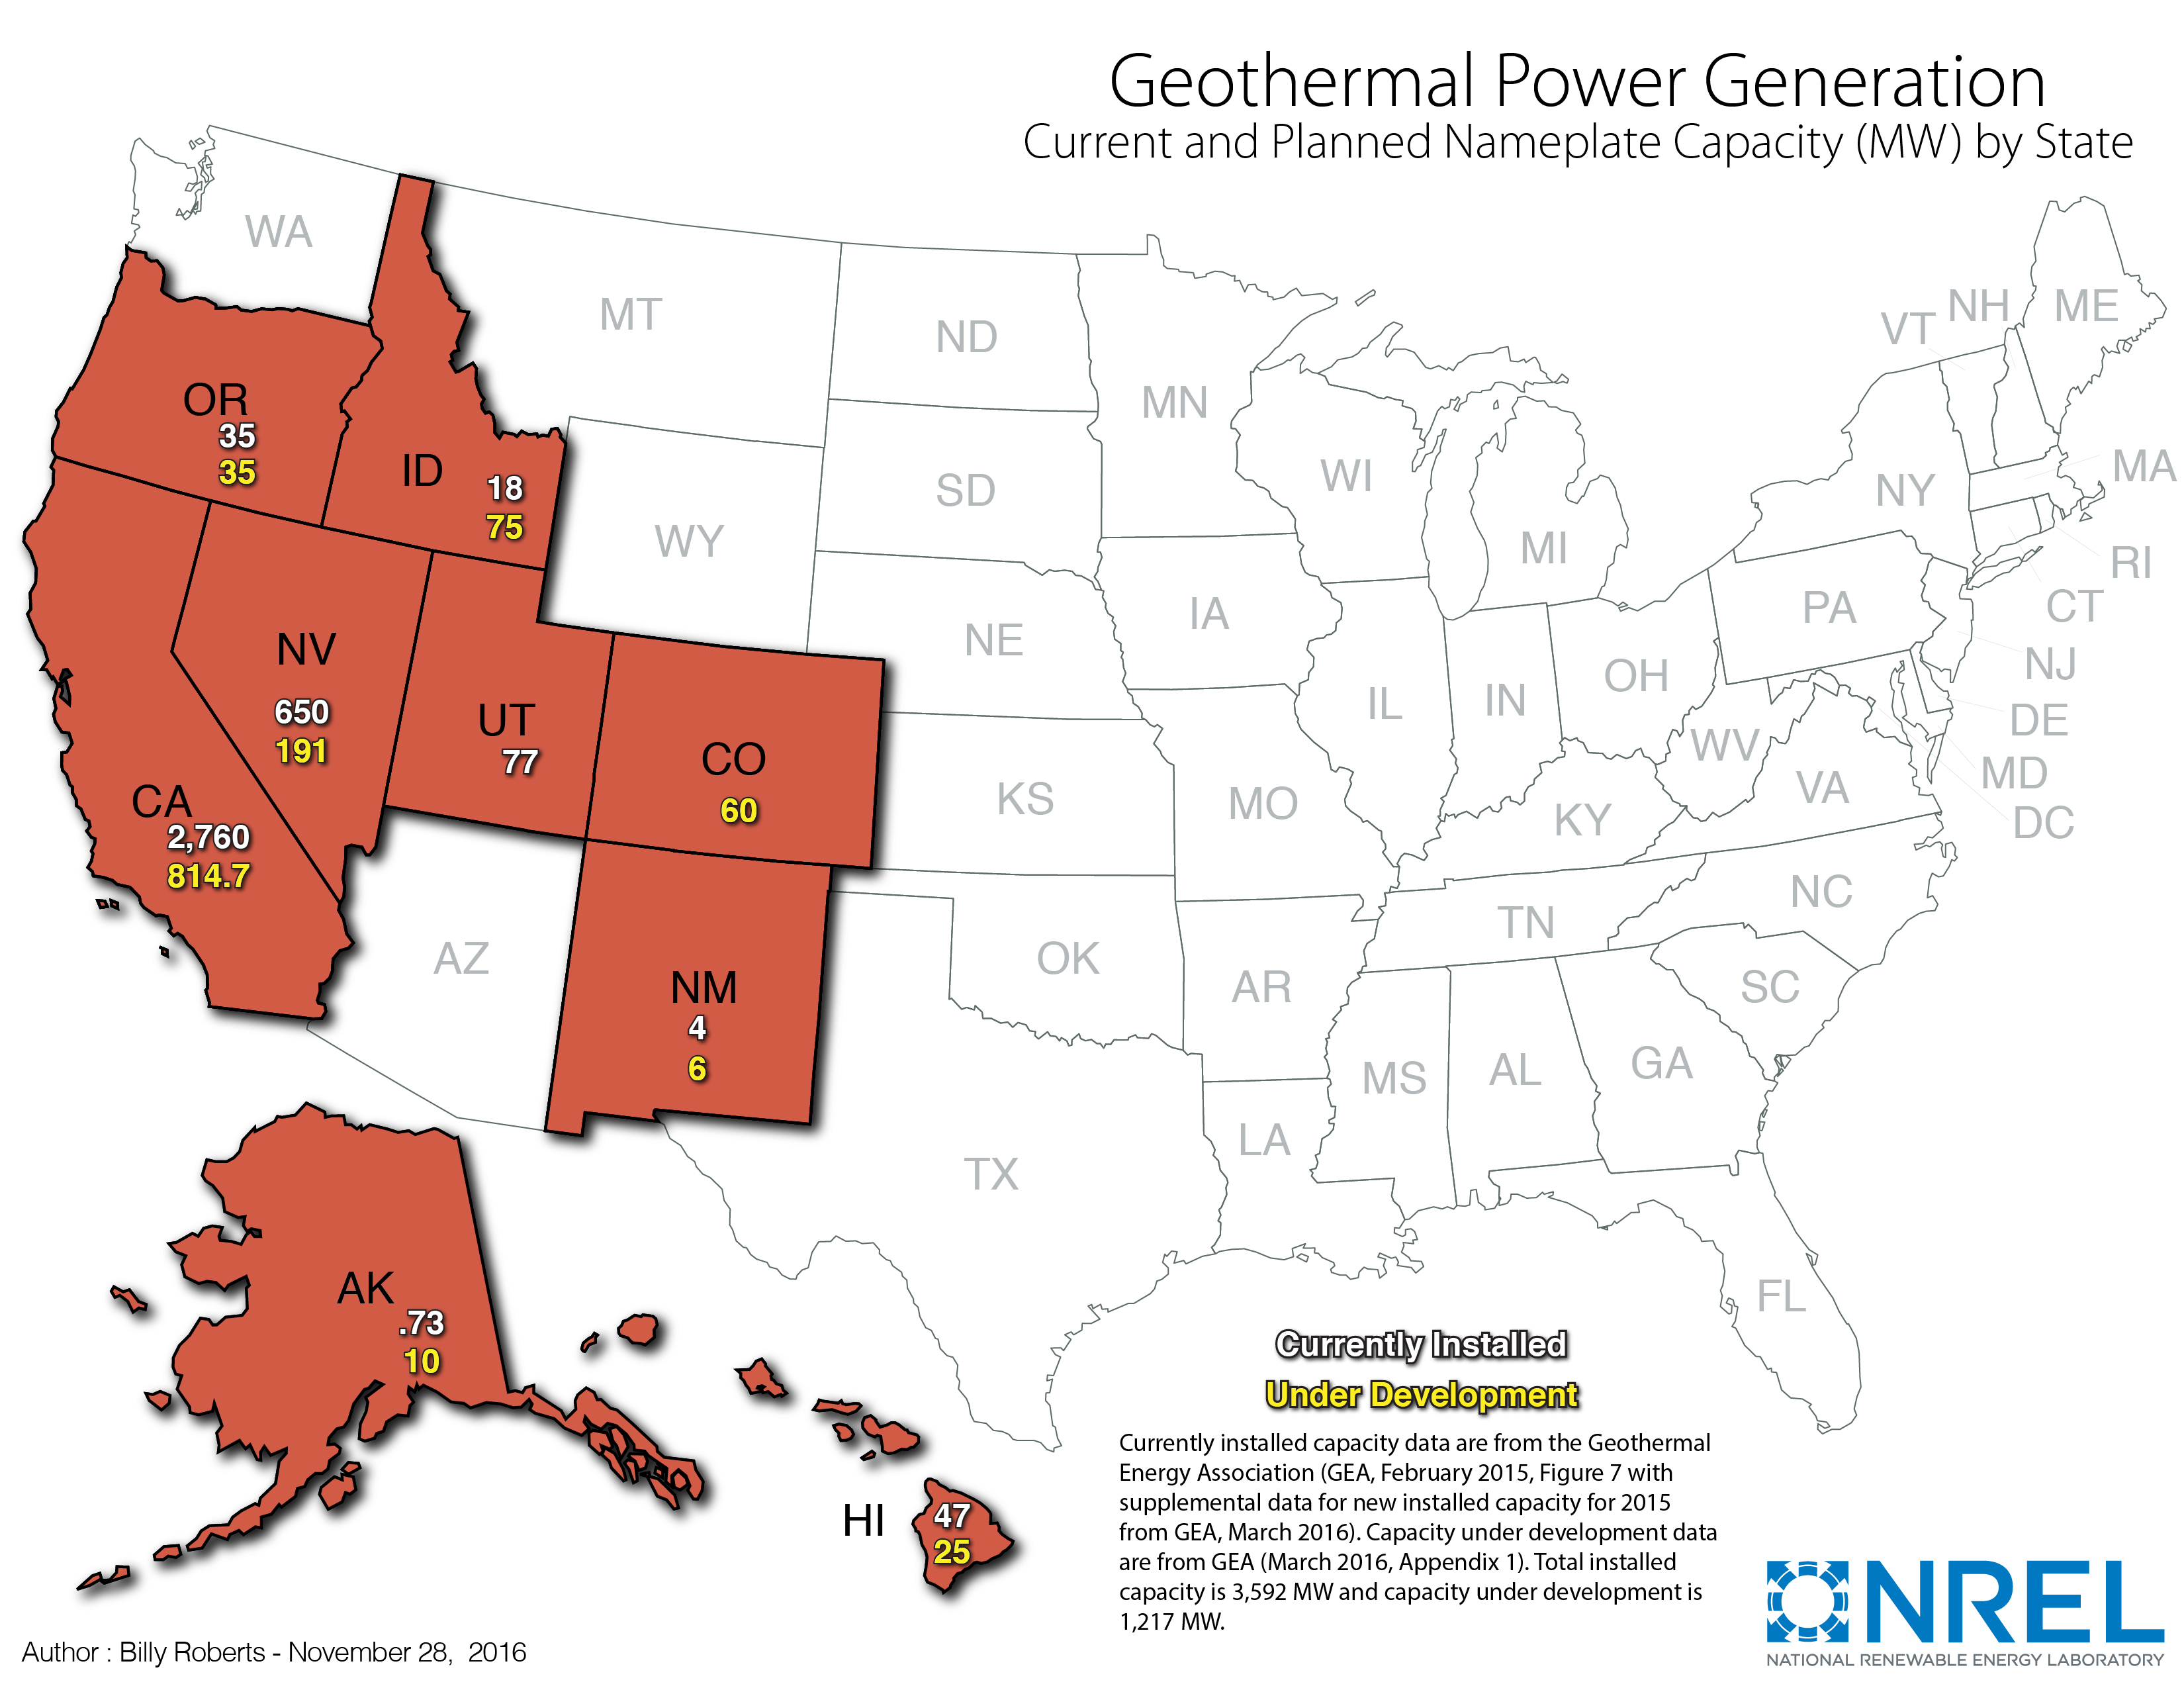 Geothermal Power Generation
Current and Planned Nameplate Capacity (MW) by State
WA
MT
ND
MN
VT
NH
ME
OR
35
35
ID
18
75
WY
SD
WI
MI
NY
MA
RI
CT
NJ
DE
MD
DC
NV
650
191
UT
77
CO
60
NE
IA
IL
IN
OH
PA
WV
VA
CA
2,760
814.7
KS
MO
KY
NC
AZ
NM
4
6
OK
AR
TN
SC
TX
LA
MS
AL
GA
FL
AK
.73
10
HI
47
25
Currently Installed
Under Development
Currently installed capacity data are from the Geothermal
Energy Association (GEA, February 2015, Figure 7 with
supplemental data for new installed capacity for 2015
from GEA, March 2016). Capacity under development data
are from GEA (March 2016, Appendix 1). Total installed
capacity is 3,592 MW and capacity under development is
1,217 MW.
Author : Billy Roberts - November 28, 2016
NREL
NATIONAL RENEWABLE ENERGY LABORATORY